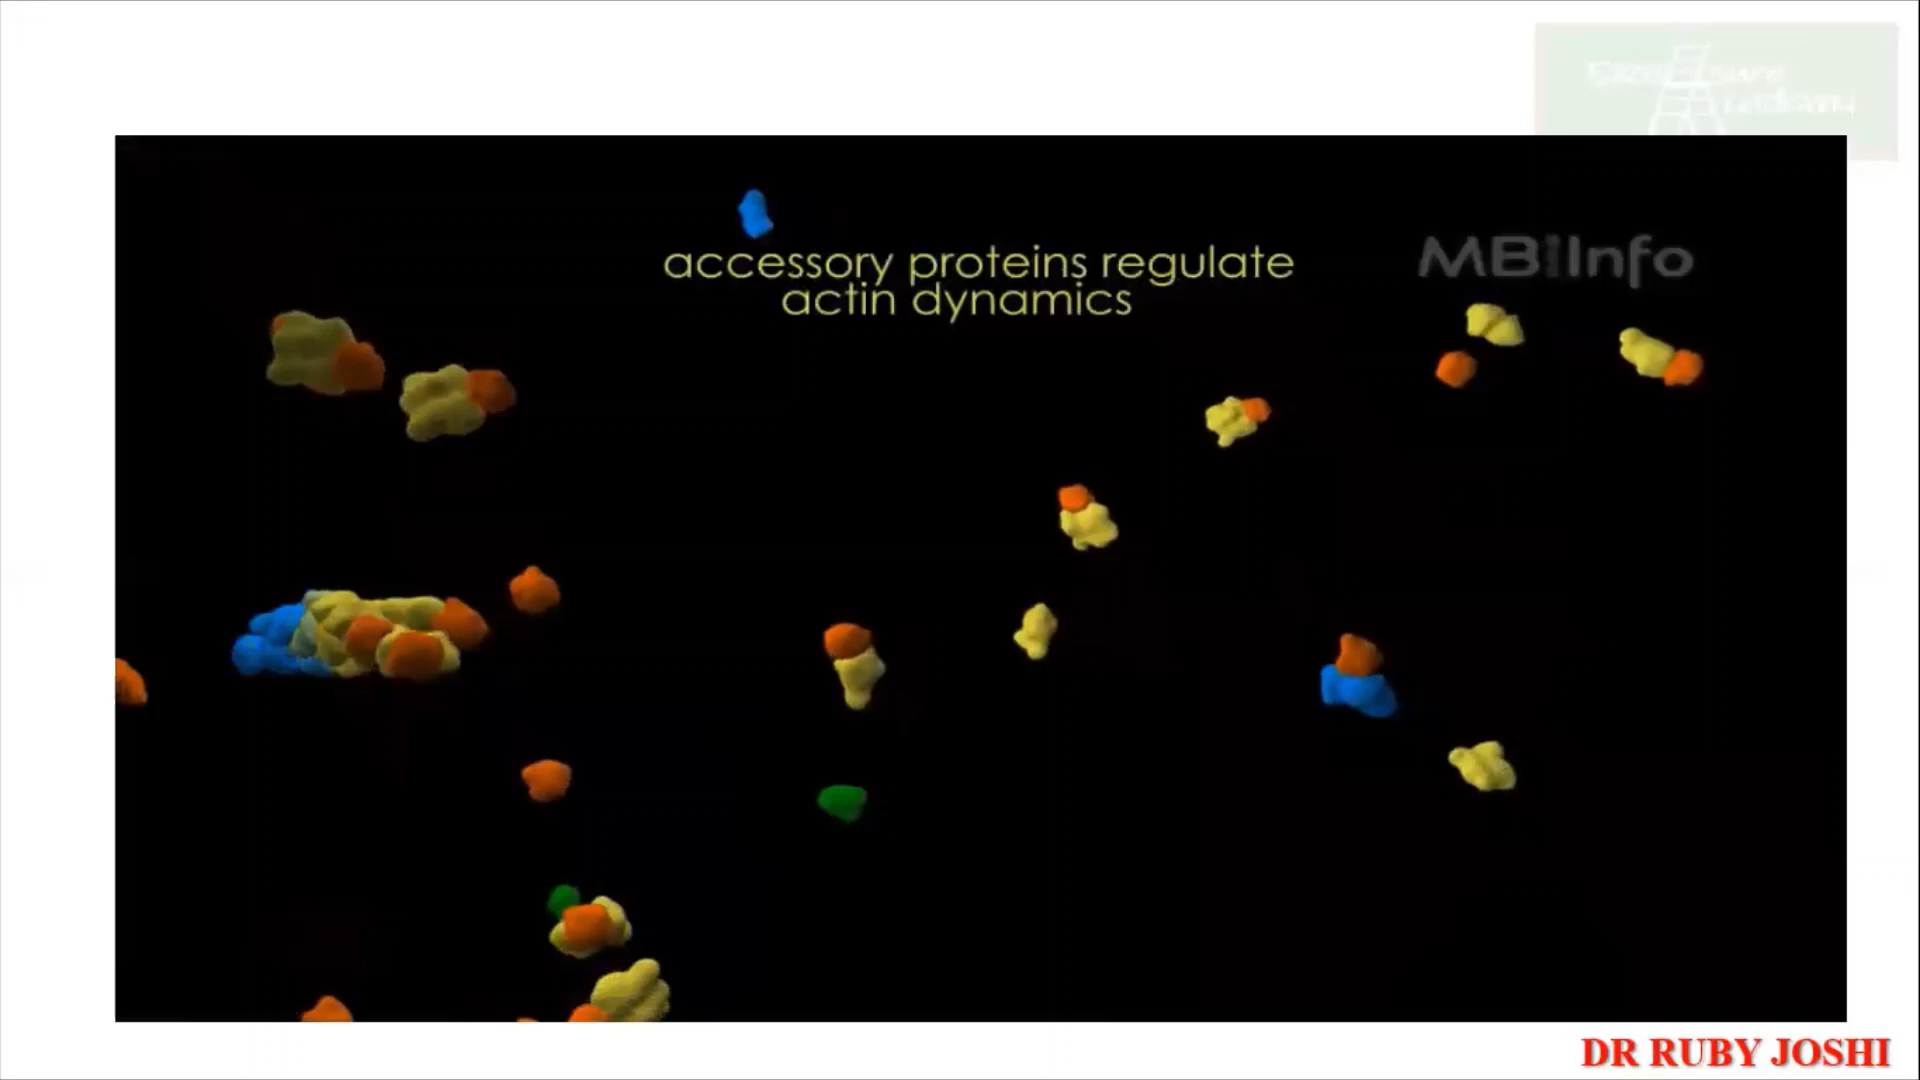 accessory proteins regulate
actin dynamics
MBInfo
DR RUBY JOSHI